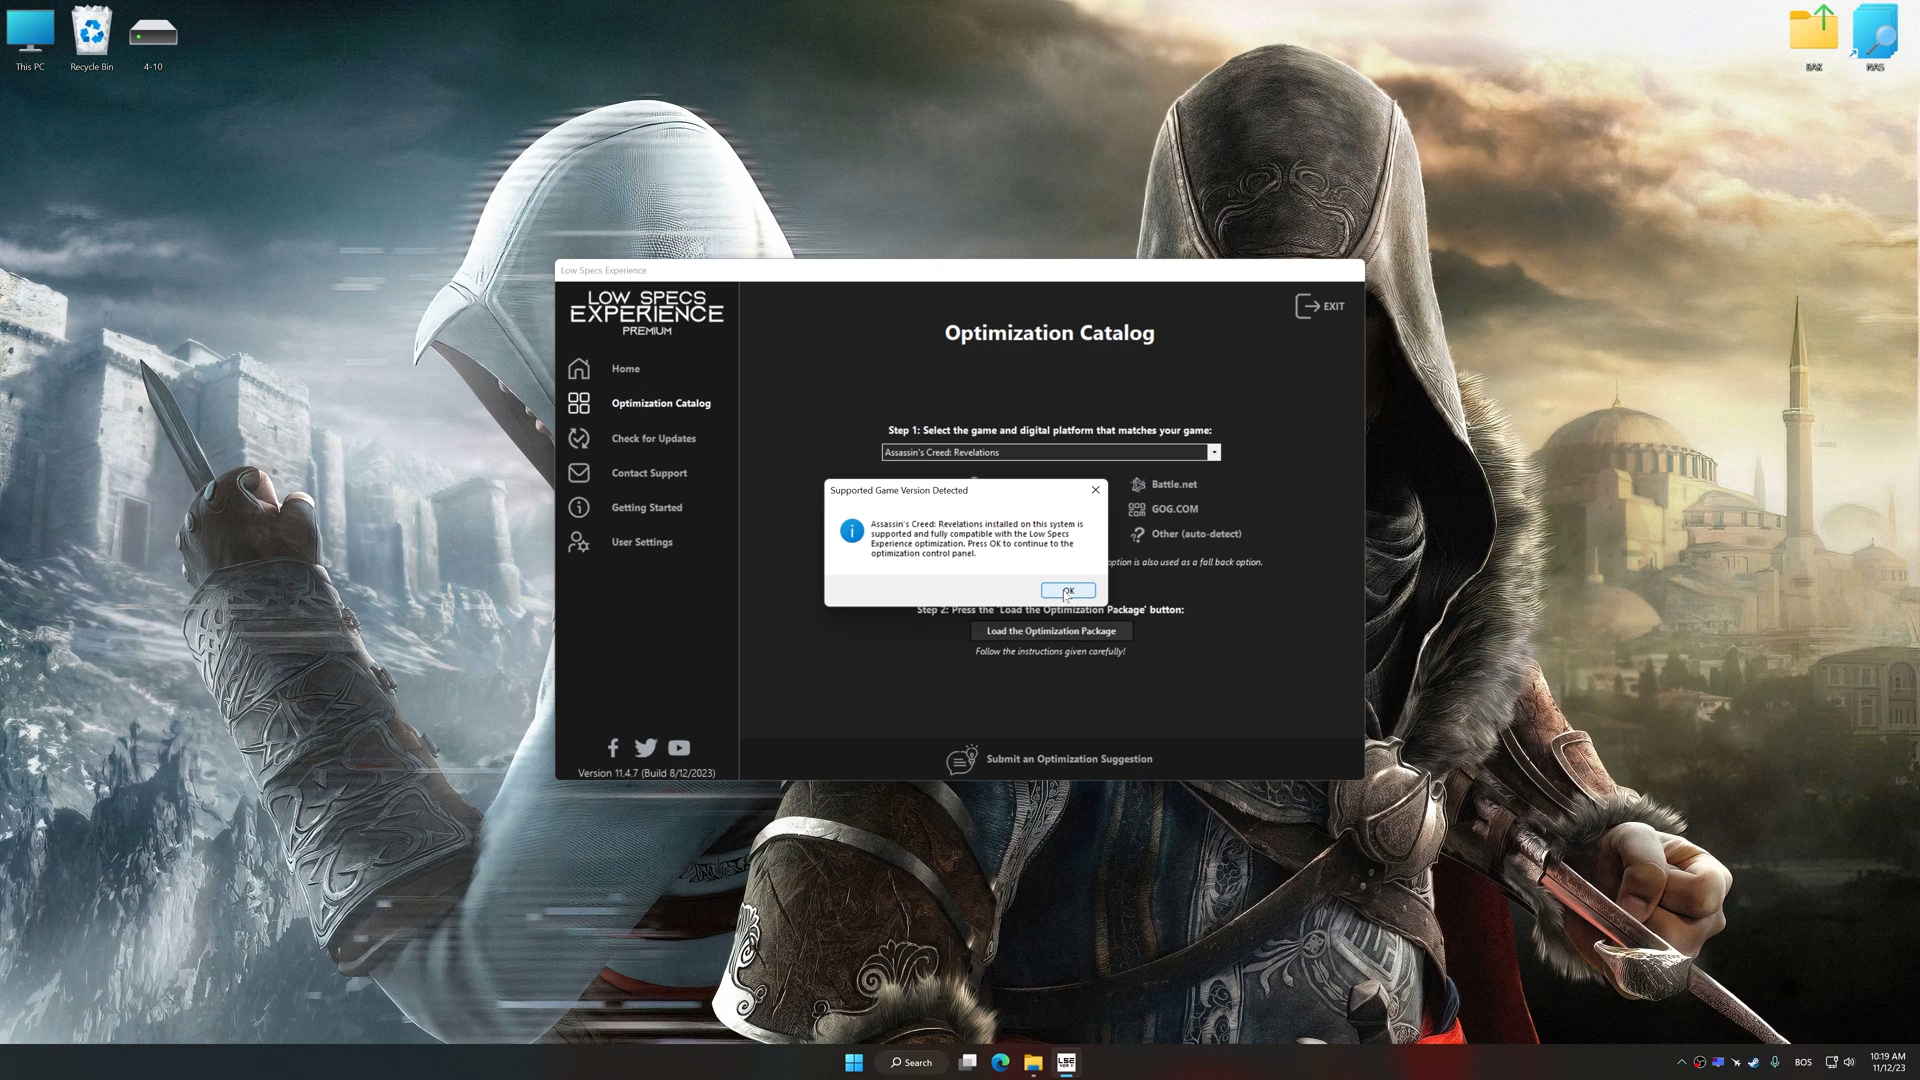 This PC
Recycle Bin
4-10
BAK
NAS
Low Specs Experience
LOW SPECS
EXPERIENCE
PREMIUM
EXIT
Optimization Catalog
Home
Optimization Catalog
Check for Updates
Contact Support
Getting Started
User Settings
Step 1: Select the game and digital platform that matches your game:
Assassin's Creed: Revelations
Battle.net
GOG.COM
Other (auto-detect)
option is also used as a fall back option.
Supported Game Version Detected
Assassin's Creed: Revelations installed on this system is
supported and fully compatible with the Low Specs
Experience optimization. Press OK to continue to the
optimization control panel.
OK
Step 2: Press the 'Load the Optimization Package' button:
Load the Optimization Package
Follow the instructions given carefully!
Submit an Optimization Suggestion
Version 11.4.7 (Build 8/12/2023)
Search
LSE
BOS
10:19 AM
11/12/23